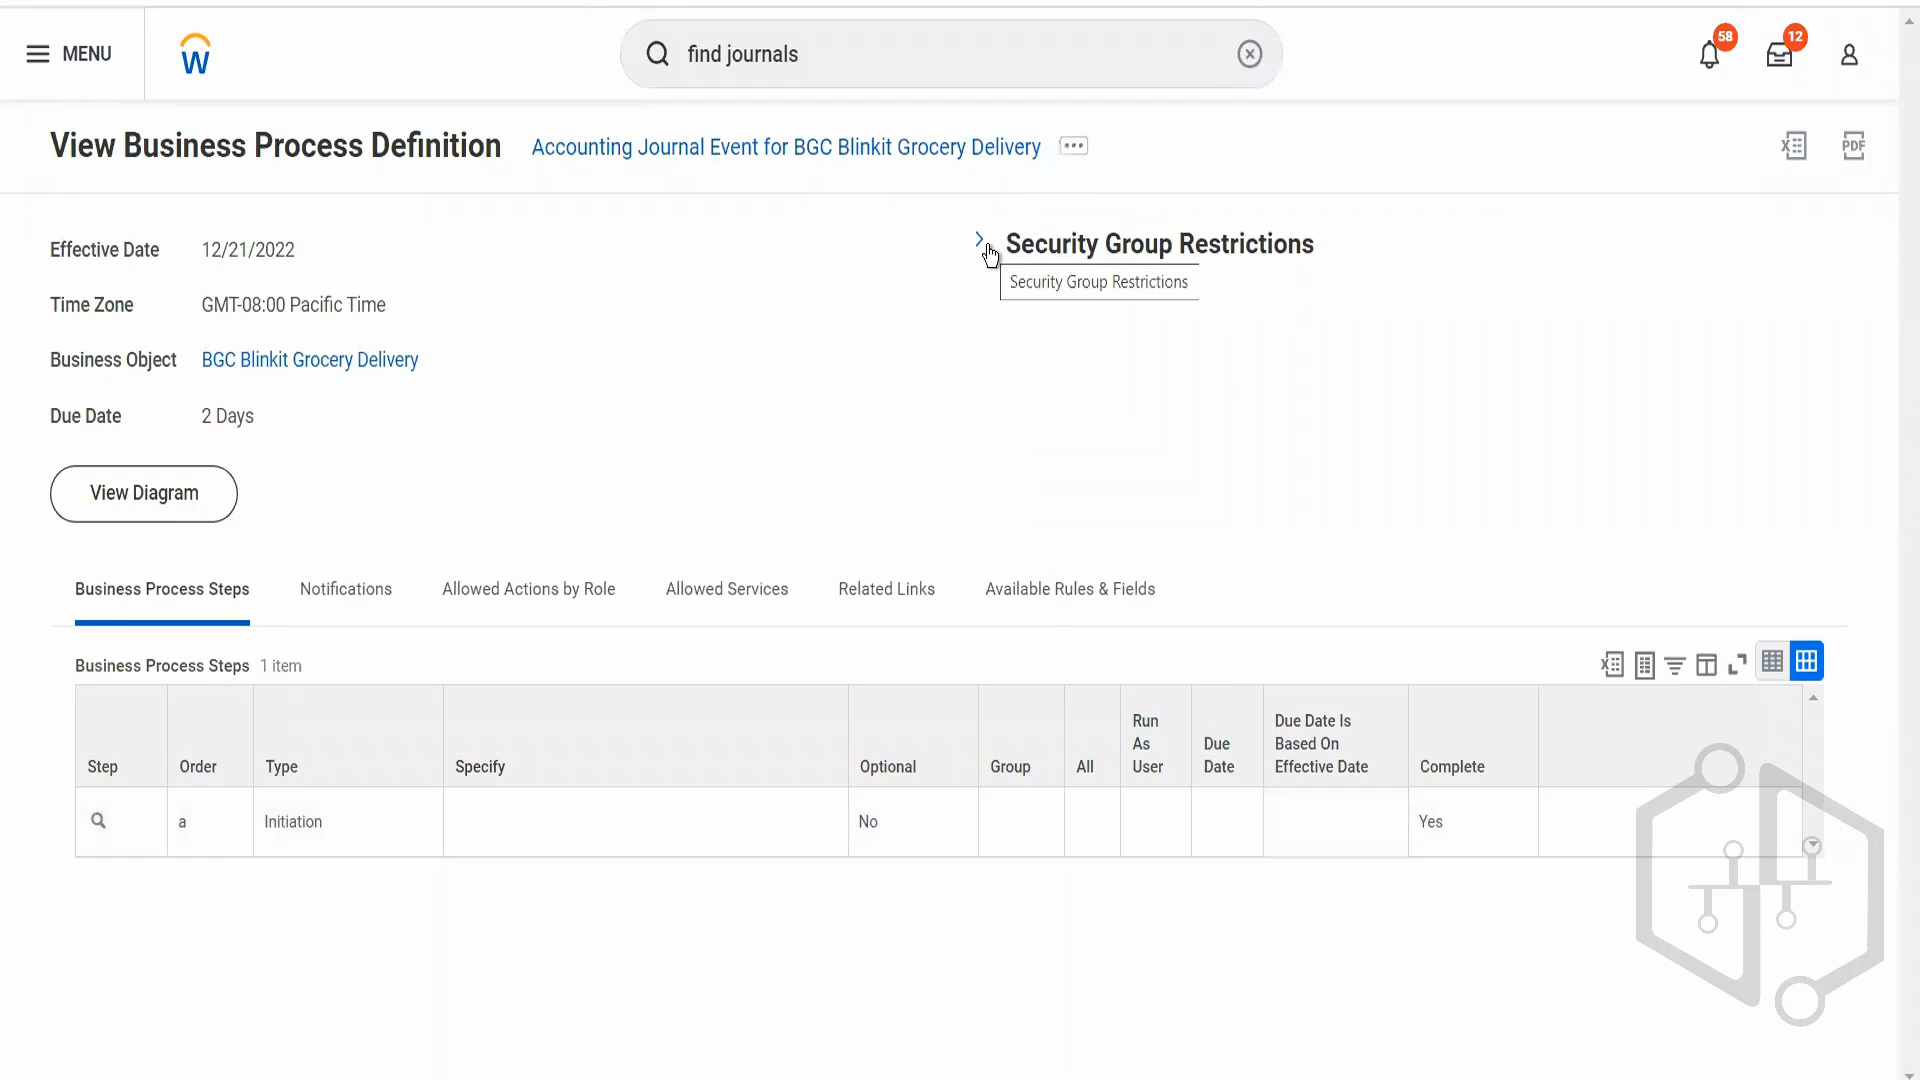 MENU
W
find journals
58
12
View Business Process Definition
Accounting Journal Event for BGC Blinkit Grocery Delivery
X
PDF
Effective Date
12/21/2022
Security Group Restrictions
Security Group Restrictions
Time Zone
GMT-08:00 Pacific Time
Business Object
BGC Blinkit Grocery Delivery
Due Date
2 Days
View Diagram
Business Process Steps
Notifications
Allowed Actions by Role
Allowed Services
Related Links
Available Rules & Fields
Business Process Steps 1 item
X
Step
Order
Type
Specify
Optional
Group
All
Run
As
User
Due
Date
Due Date Is
Based On
Effective Date
Complete
a
Initiation
No
Yes